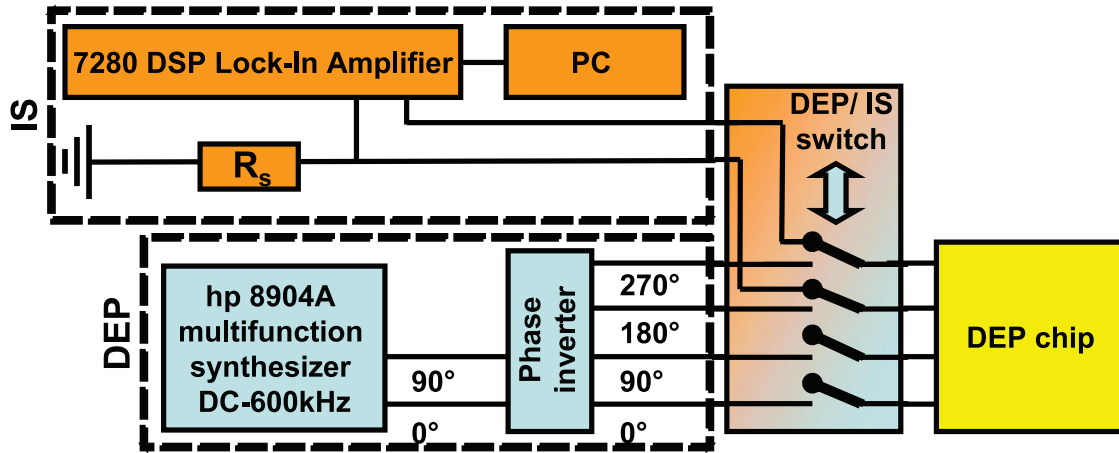 IS
7280 DSP Lock-In Amplifier
PC
Rs
DEP/ IS
switch
DEP
hp 8904A
multifunction
synthesizer
DC-600kHz
90°
0°
Phase
inverter
270°
180°
90°
0°
DEP chip